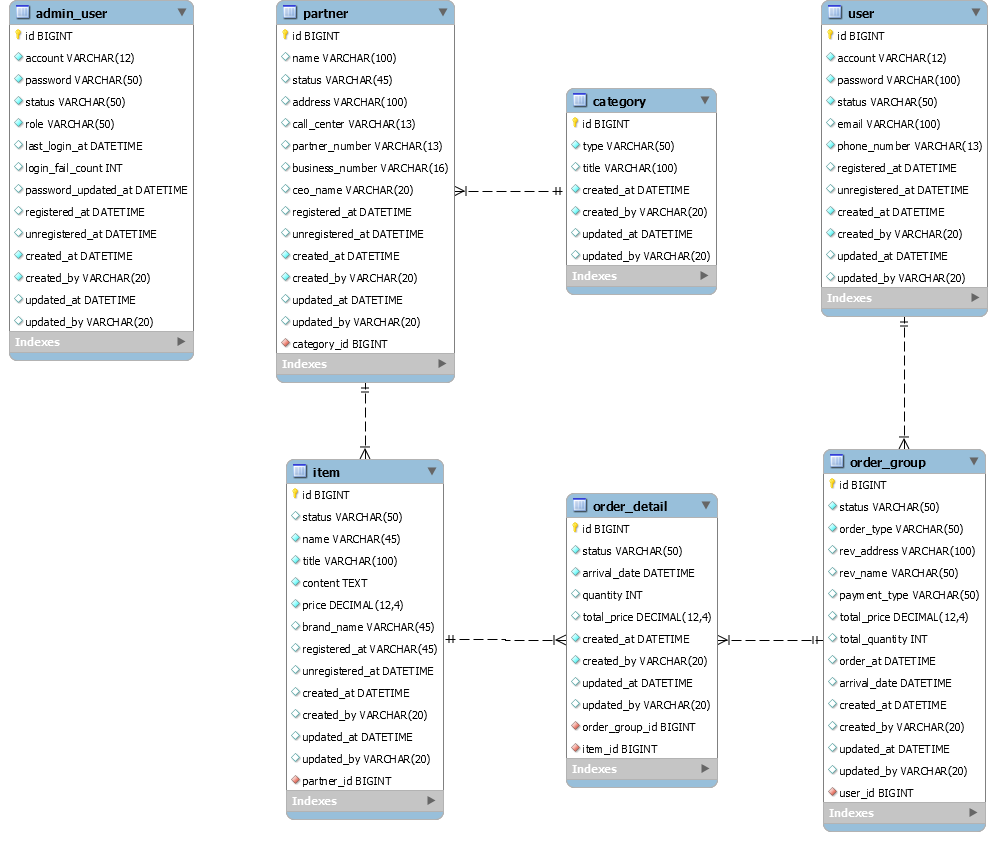 admin_user
id BIGINT
account VARCHAR(12)
password VARCHAR(50)
status VARCHAR(50)
role VARCHAR(50)
last_login_at DATETIME
login_fail_count INT
password_updated_at DATETIME
registered_at DATETIME
unregistered_at DATETIME
created_at DATETIME
created_by VARCHAR(20)
updated_at DATETIME
updated_by VARCHAR(20)
Indexes
partner
id BIGINT
name VARCHAR(100)
status VARCHAR(45)
address VARCHAR(100)
call_center VARCHAR(13)
partner_number VARCHAR(13)
business_number VARCHAR(16)
ceo_name VARCHAR(20)
registered_at DATETIME
unregistered_at DATETIME
created_at DATETIME
created_by VARCHAR(20)
updated_at DATETIME
updated_by VARCHAR(20)
category_id BIGINT
Indexes
category
id BIGINT
type VARCHAR(50)
title VARCHAR(100)
created_at DATETIME
created_by VARCHAR(20)
updated_at DATETIME
updated_by VARCHAR(20)
Indexes
user
id BIGINT
account VARCHAR(12)
password VARCHAR(100)
status VARCHAR(50)
email VARCHAR(100)
phone_number VARCHAR(13)
registered_at DATETIME
unregistered_at DATETIME
created_at DATETIME
created_by VARCHAR(20)
updated_at DATETIME
updated_by VARCHAR(20)
Indexes
item
id BIGINT
status VARCHAR(50)
name VARCHAR(45)
title VARCHAR(100)
content TEXT
price DECIMAL(12,4)
brand_name VARCHAR(45)
registered_at VARCHAR(45)
unregistered_at DATETIME
created_at DATETIME
created_by VARCHAR(20)
updated_at DATETIME
updated_by VARCHAR(20)
partner_id BIGINT
Indexes
order_detail
id BIGINT
status VARCHAR(50)
arrival_date DATETIME
quantity INT
total_price DECIMAL(12,4)
created_at DATETIME
created_by VARCHAR(20)
updated_at DATETIME
updated_by VARCHAR(20)
order_group_id BIGINT
item_id BIGINT
Indexes
order_group
id BIGINT
status VARCHAR(50)
order_type VARCHAR(50)
rev_address VARCHAR(100)
rev_name VARCHAR(50)
payment_type VARCHAR(50)
total_price DECIMAL(12,4)
total_quantity INT
order_at DATETIME
arrival_date DATETIME
created_at DATETIME
created_by VARCHAR(20)
updated_at DATETIME
updated_by VARCHAR(20)
user_id BIGINT
Indexes